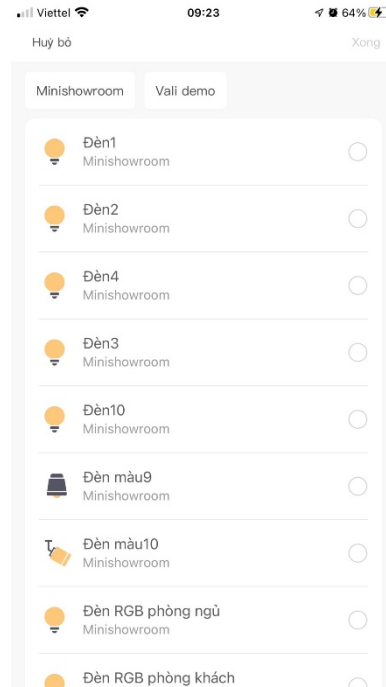 Viettel 09:23 64%
Huỷ bỏ Xong
Minishowroom Vali demo
Đèn1
Minishowroom
Đèn2
Minishowroom
Đèn4
Minishowroom
Đèn3
Minishowroom
Đèn10
Minishowroom
Đèn màu9
Minishowroom
Đèn màu10
Minishowroom
Đèn RGB phòng ngủ
Minishowroom
Đèn RGB phòng khách